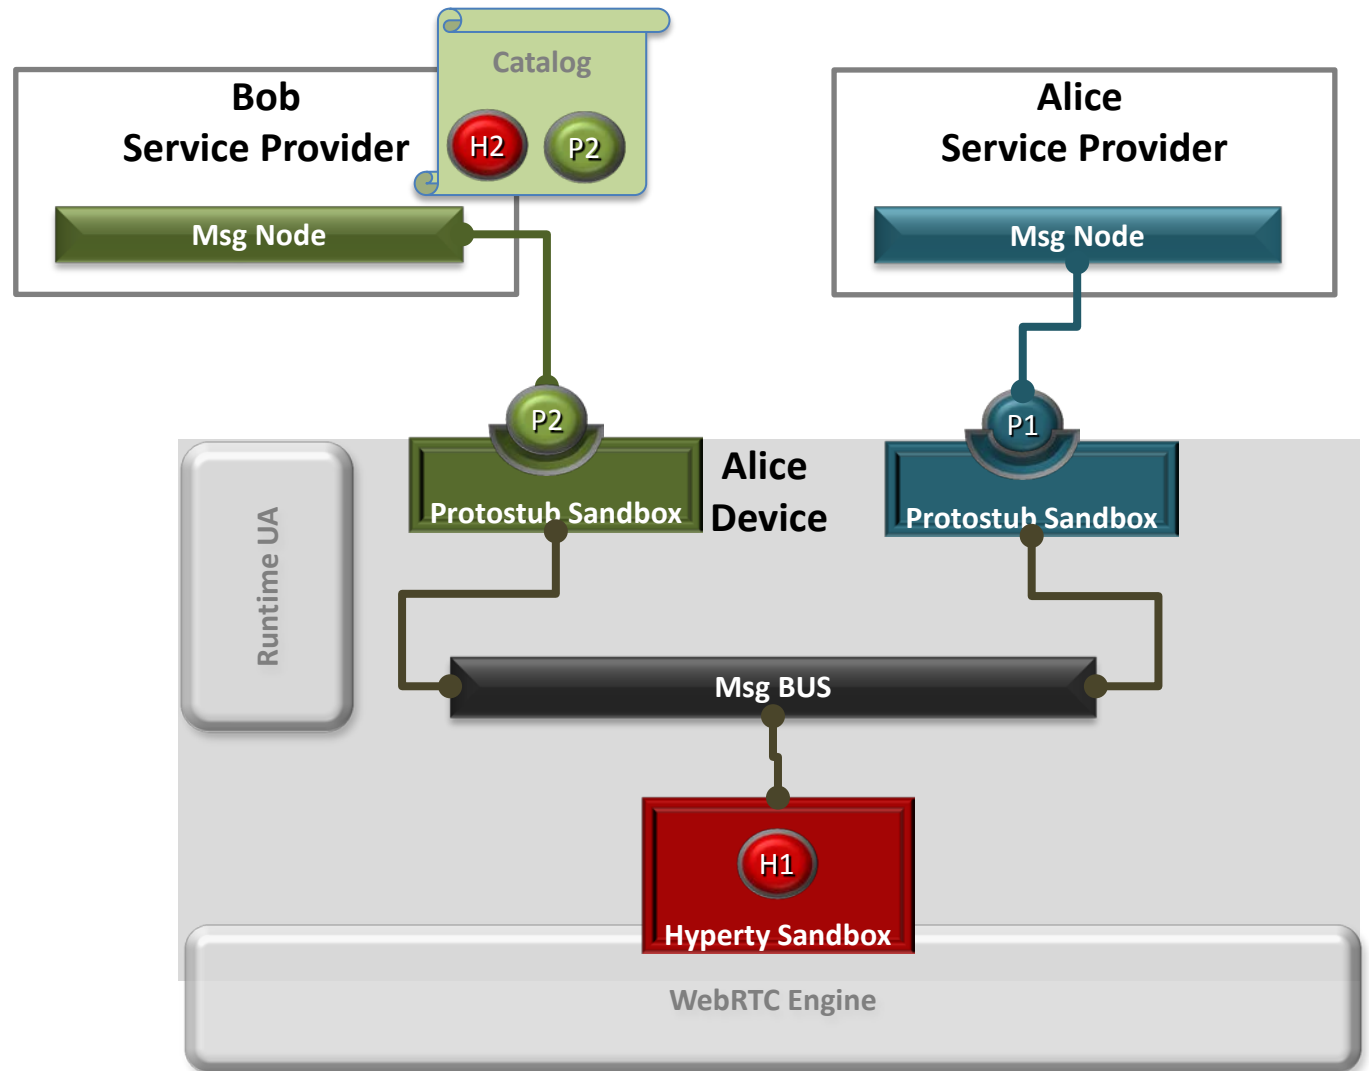 Catalog
H2
P2
Bob
Service Provider
Msg Node
Alice
Service Provider
Msg Node
P2
P1
Protostub Sandbox
Alice
Device
Protostub Sandbox
Runtime UA
Msg BUS
H1
Hyperty Sandbox
WebRTC Engine